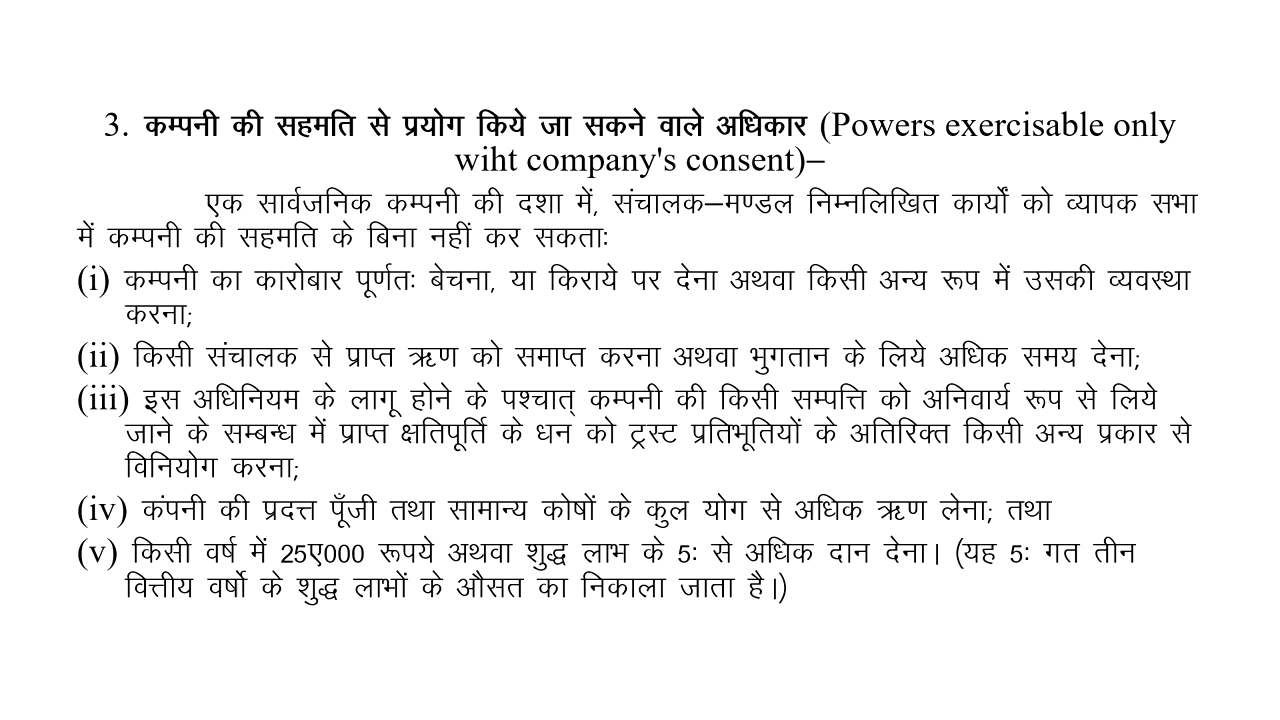 3. कम्पनी की सहमति से प्रयोग किये जा सकने वाले अधिकार (Powers exercisable only
wiht company's consent)–
एक सार्वजनिक कम्पनी की दशा में, संचालक–मण्डल निम्नलिखित कार्यों को व्यापक सभा
में कम्पनी की सहमति के बिना नहीं कर सकताः
(i) कम्पनी का कारोबार पूर्णतः बेचना, या किराये पर देना अथवा किसी अन्य रूप में उसकी व्यवस्था
करना;
(ii) किसी संचालक से प्राप्त ऋण को समाप्त करना अथवा भुगतान के लिये अधिक समय देना;
(iii) इस अधिनियम के लागू होने के पश्चात् कम्पनी की किसी सम्पत्ति को अनिवार्य रूप से लिये
जाने के सम्बन्ध में प्राप्त क्षतिपूर्ति के धन को ट्रस्ट प्रतिभूतियों के अतिरिक्त किसी अन्य प्रकार से
विनियोग करना;
(iv) कंपनी की प्रदत्त पूँजी तथा सामान्य कोषों के कुल योग से अधिक ऋण लेना; तथा
(v) किसी वर्ष में 25ए000 रूपये अथवा शुद्ध लाभ के 5ः से अधिक दान देना। (यह 5ः गत तीन
वित्तीय वर्षो के शुद्ध लाभों के औसत का निकाला जाता है।)